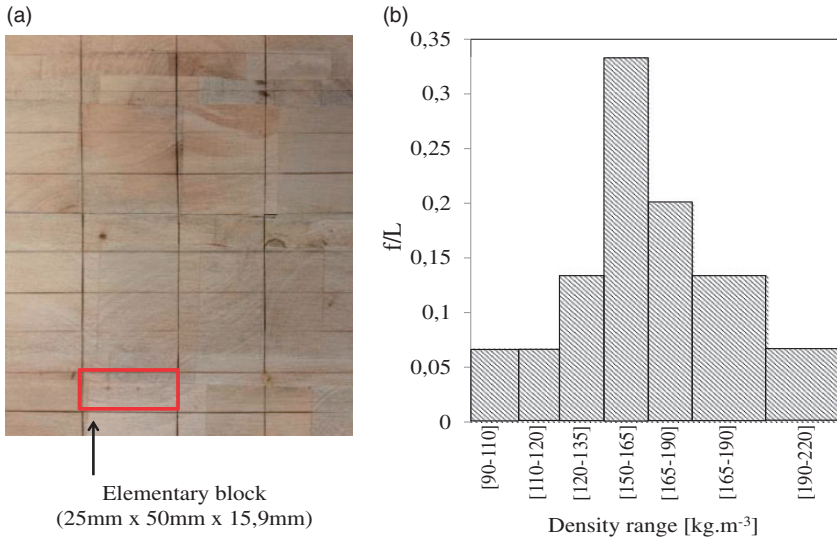 (a)
Elementary block
(25mm x 50mm x 15,9mm)
(b)
f/L
0,35
0,3
0,25
0,2
0,15
0,1
0,05
0
[90-110]
[110-120]
[120-135]
[150-165]
[165-190]
[165-190]
[190-220]
Density range [kg.m⁻³]